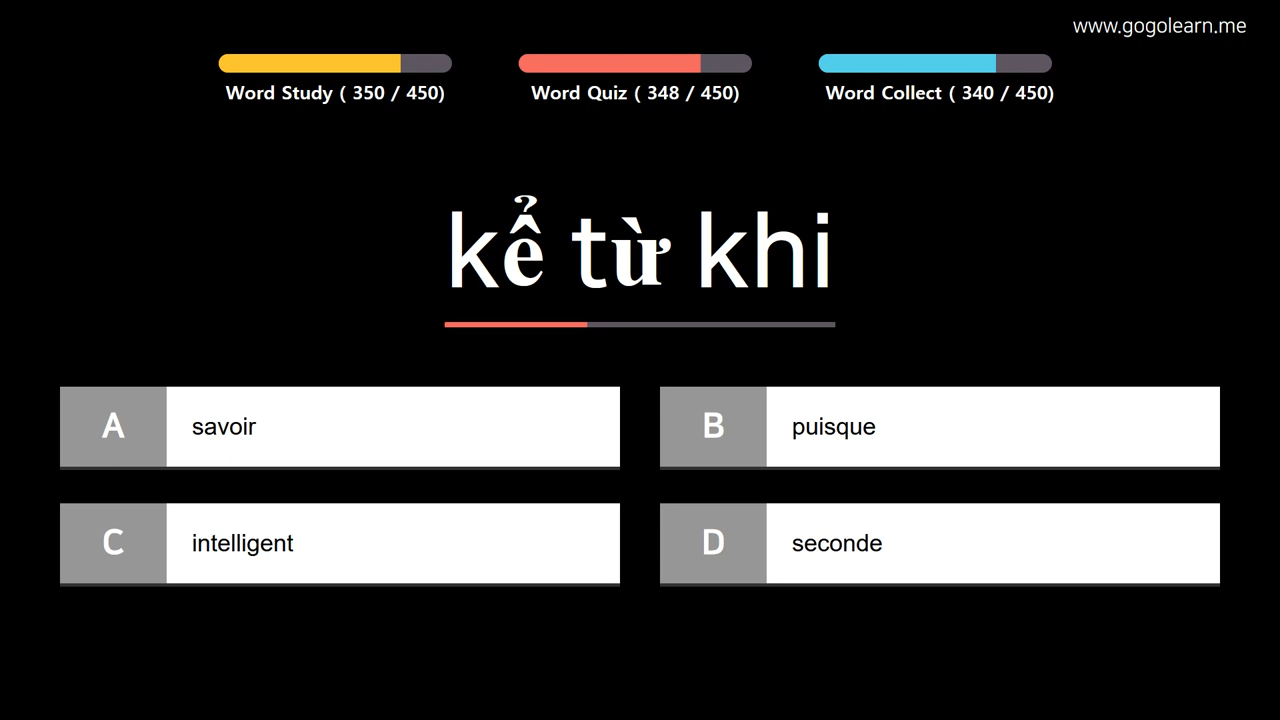 www.gogolearn.me
Word Study ( 350 / 450)
Word Quiz ( 348 / 450)
Word Collect ( 340 / 450)
kể từ khi
A savoir
B puisque
C intelligent
D seconde